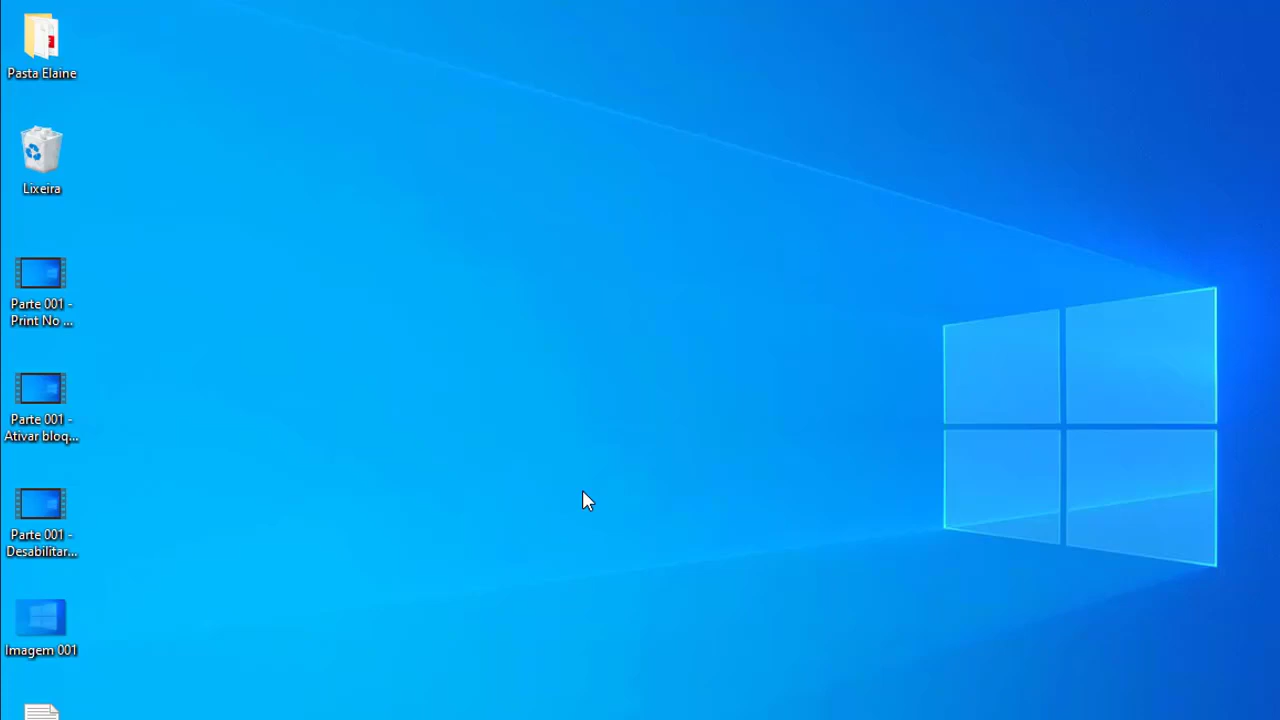 Pasta Elaine
Lixeira
Parte 001 -
Print No ...
Parte 001 -
Ativar bloq...
Parte 001 -
Desabilitar...
Imagem 001